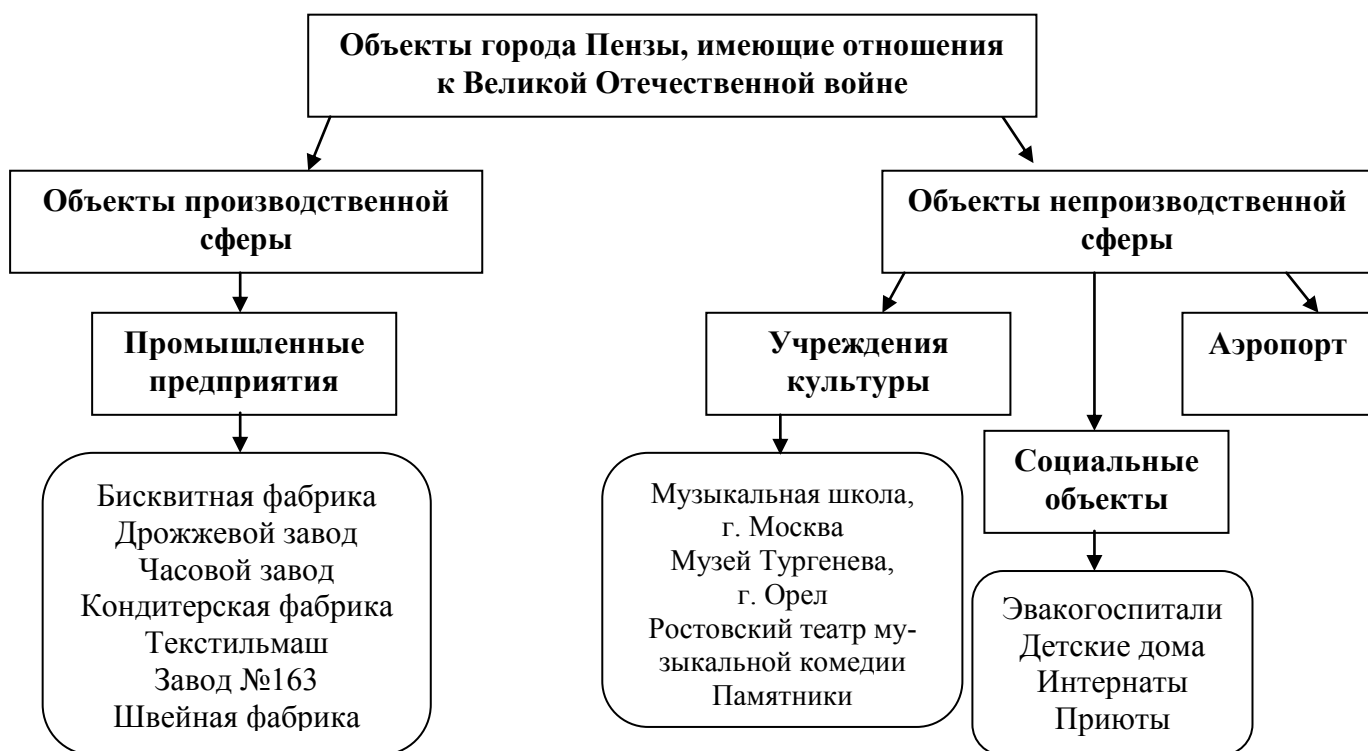 Объекты города Пензы, имеющие отношения
к Великой Отечественной войне
Объекты производственной
сферы
Объекты непроизводственной
сферы
Промышленные
предприятия
Учреждения
культуры
Аэропорт
Социальные
объекты
Бисквитная фабрика
Дрожжевой завод
Часовой завод
Кондитерская фабрика
Текстильмаш
Завод №163
Швейная фабрика
Музыкальная школа,
г. Москва
Музей Тургенева,
г. Орел
Ростовский театр му-
зыкальной комедии
Памятники
Эвакогоспитали
Детские дома
Интернаты
Приюты